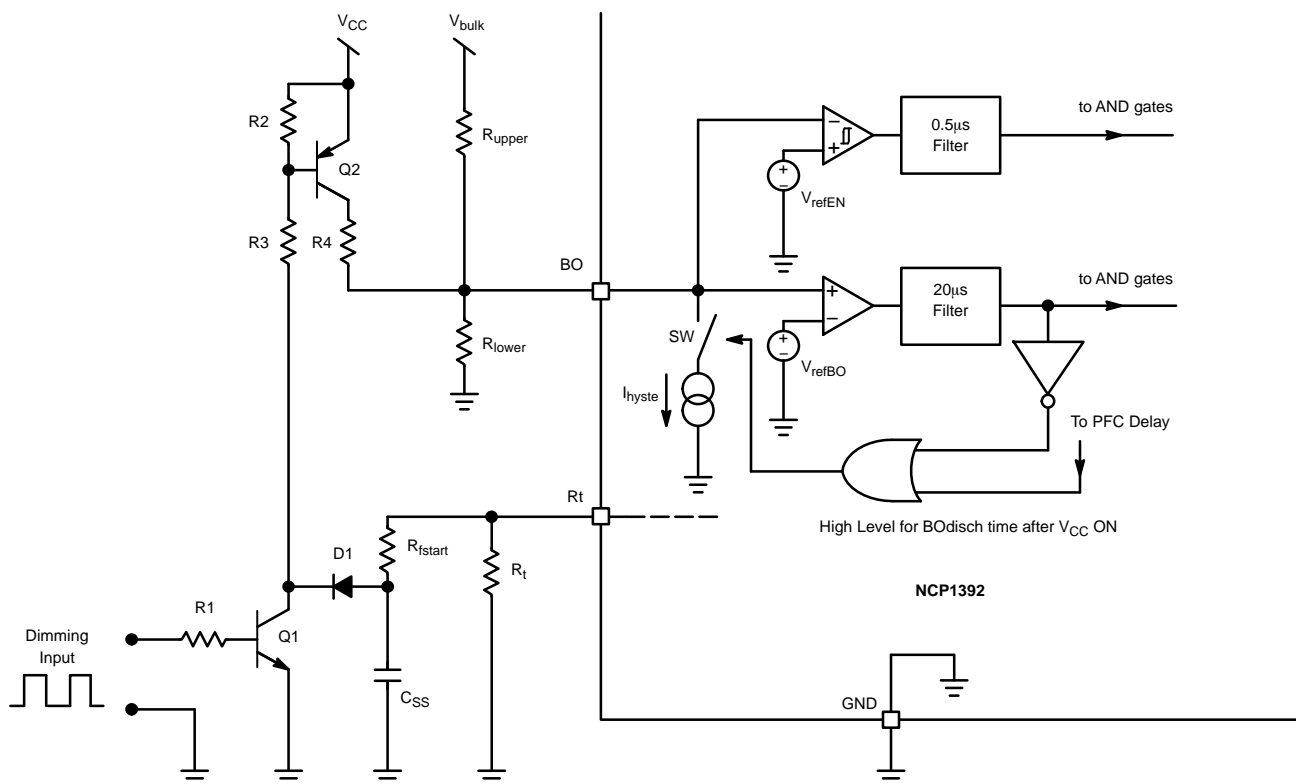 VCC
Vbulk
R2
Rupper
Q2
R3
R4
BO
Rlower
to AND gates
0.5μs
Filter
VrefEN
to AND gates
20μs
Filter
SW
VrefBO
Ihyste
To PFC Delay
Rt
High Level for BOdisch time after VCC ON
Rfstart
D1
Rt
NCP1392
R1
Dimming
Input
Q1
CSS
GND